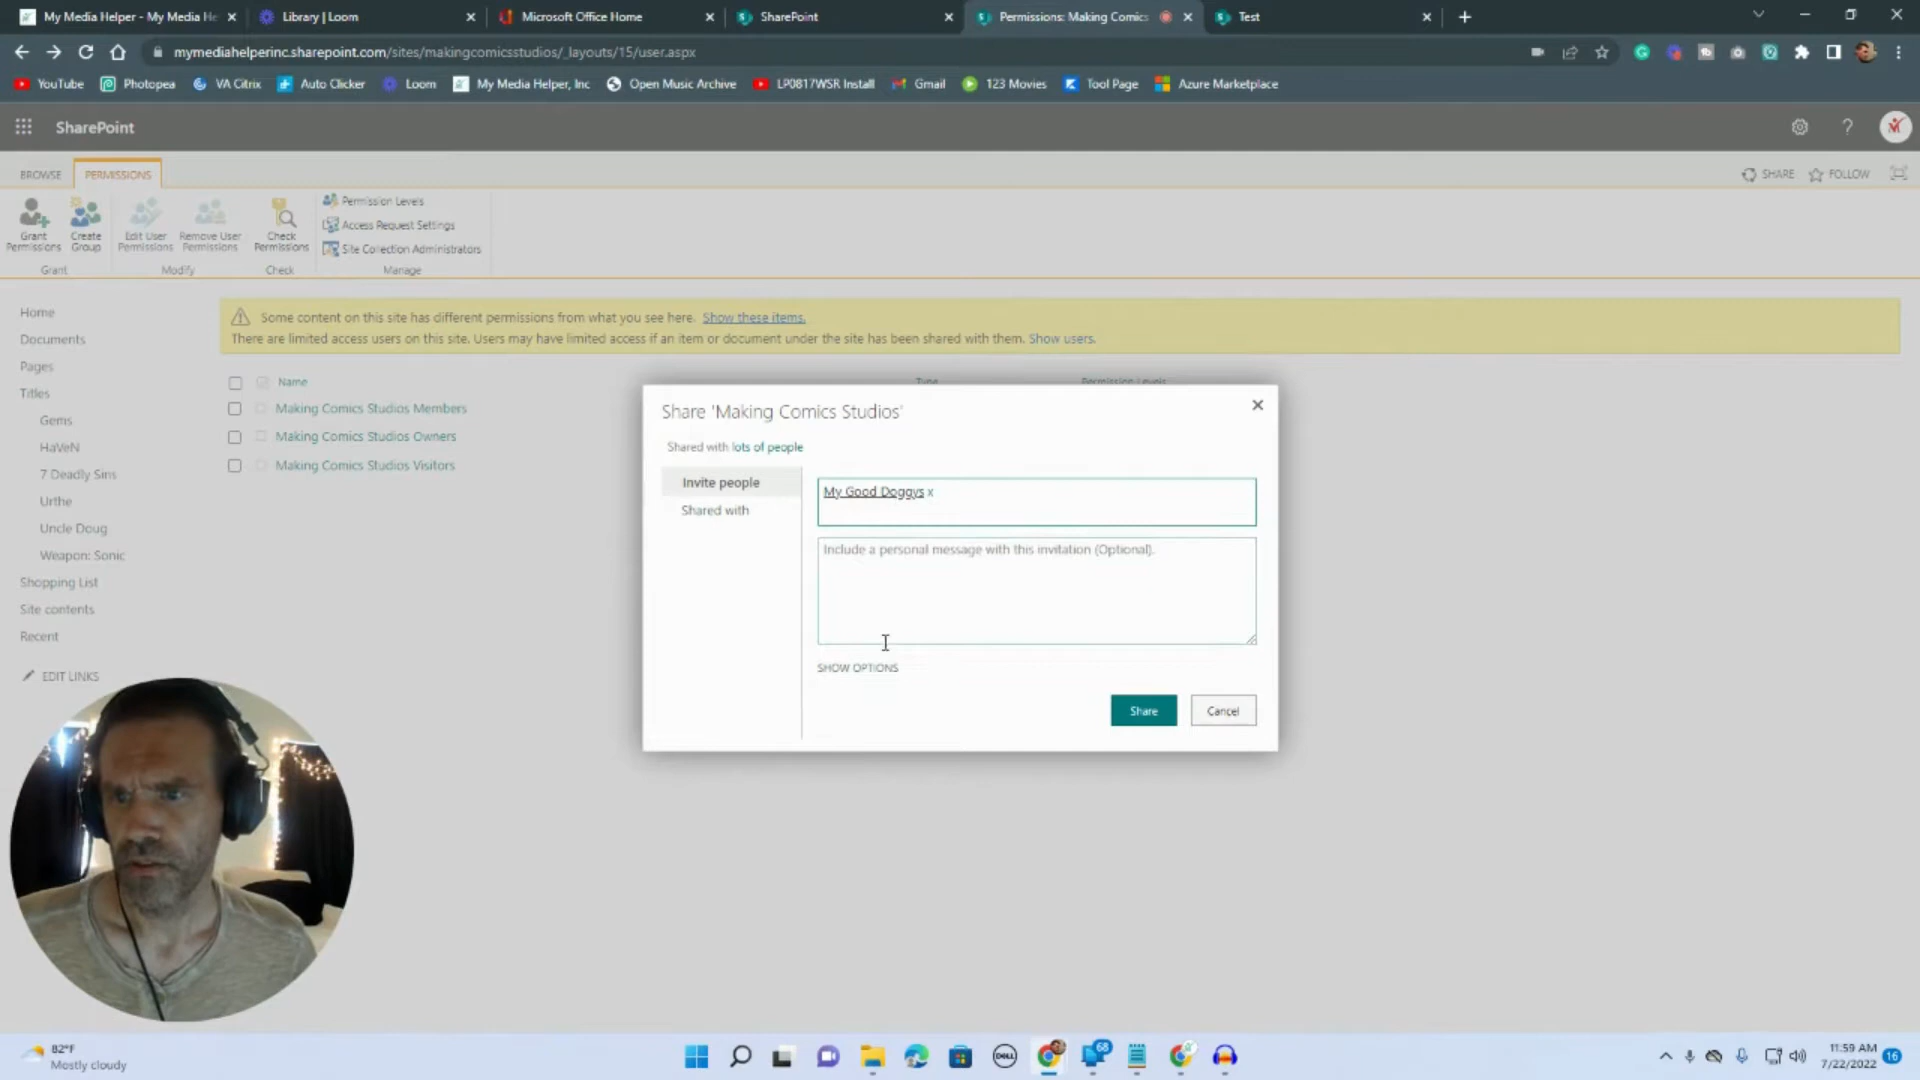 My Media Helper - My Media He
Library | Loom
Microsoft Office Home
SharePoint
Permissions: Making Comics
Test
mymediahelperinc.sharepoint.com/sites/makingcomicsstudios/_layouts/15/user.aspx
YouTube
Photopea
VA Citrix
Auto Clicker
Loom
My Media Helper, Inc
Open Music Archive
LP0817WSR Install
Gmail
123 Movies
Tool Page
Azure Marketplace
SharePoint
BROWSE
PERMISSIONS
SHARE
FOLLOW
Grant Permissions
Create Group
Edit User Permissions
Remove User Permissions
Check Permissions
Permission Levels
Access Request Settings
Site Collection Administrators
Grant
Modify
Check
Manage
Home
Documents
Pages
Titles
Gems
HaVeN
7 Deadly Sins
Urthe
Uncle Doug
Weapon: Sonic
Shopping List
Site contents
Recent
EDIT LINKS
Some content on this site has different permissions from what you see here. Show these items.
There are limited access users on this site. Users may have limited access if an item or document under the site has been shared with them. Show users.
Name
Type
Permission Levels
Making Comics Studios Members
Making Comics Studios Owners
Making Comics Studios Visitors
Share 'Making Comics Studios'
Shared with lots of people
Invite people
Shared with
My Good Doggys x
Include a personal message with this invitation (Optional).
SHOW OPTIONS
Share
Cancel
82°F
Mostly cloudy
DELL
68
11:59 AM
7/22/2022
16